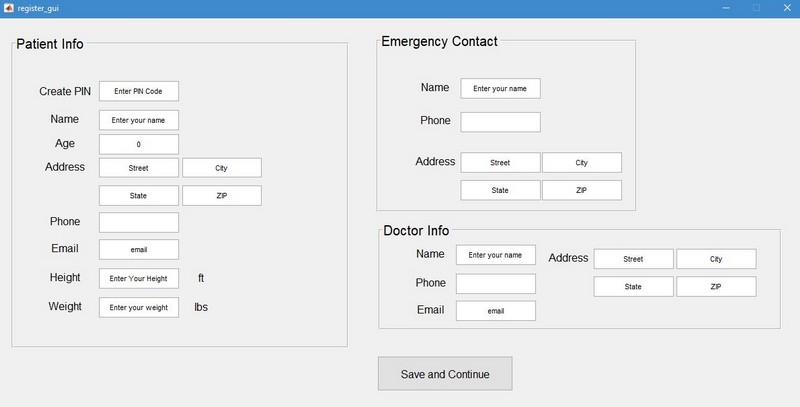 register_gui
Patient Info
Create PIN Enter PIN Code
Name Enter your name
Age 0
Address Street City
State ZIP
Phone
Email email
Height Enter Your Height ft
Weight Enter your weight lbs
Emergency Contact
Name Enter your name
Phone
Address Street City
State ZIP
Doctor Info
Name Enter your name Address Street City
Phone State ZIP
Email email
Save and Continue